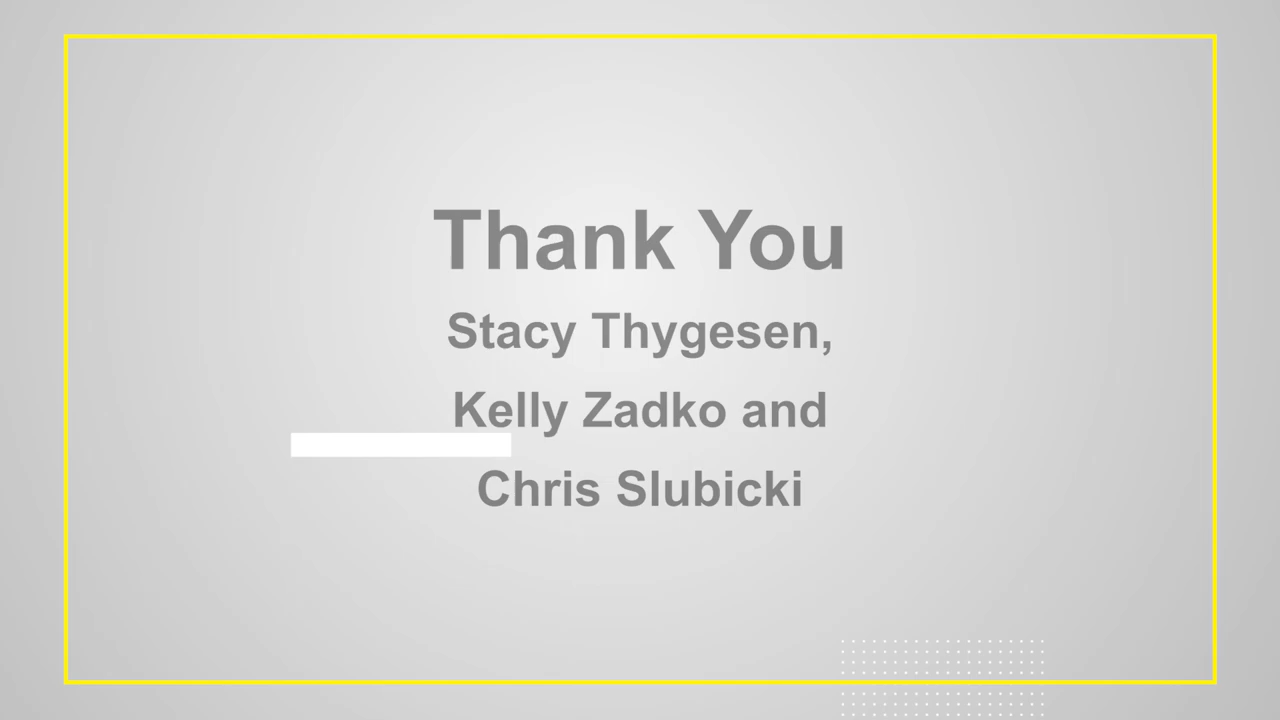 Thank You
Stacy Thygesen,
Kelly Zadko and
Chris Slubicki